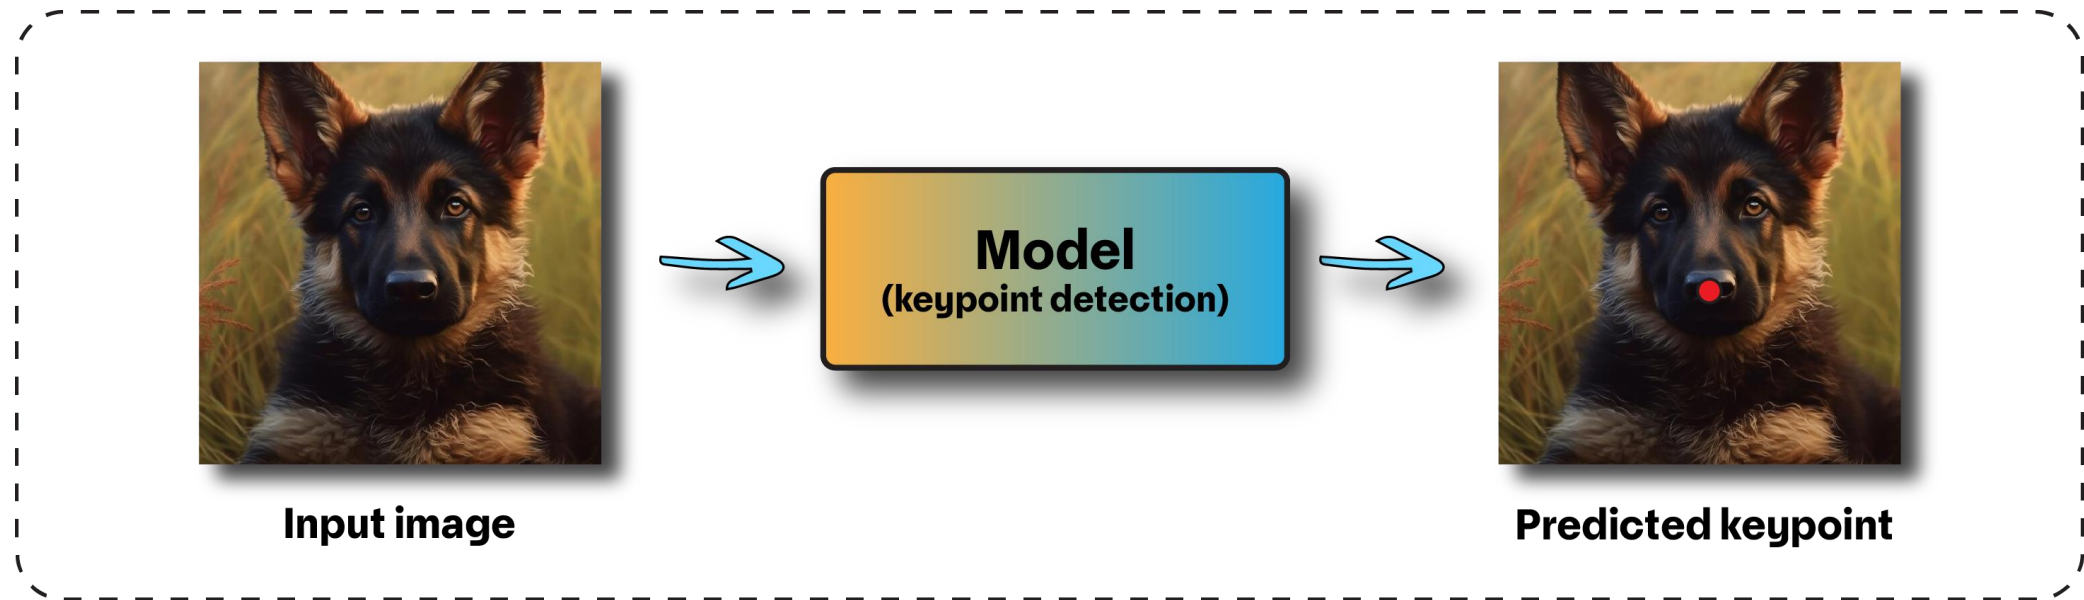 Model
(keypoint detection)
Input image
Predicted keypoint